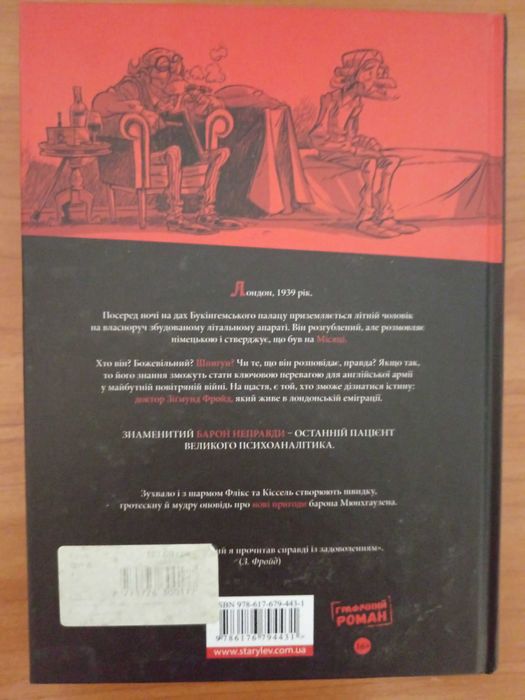 Лондон, 1939 рік.
Посеред ночі на дах Букінгемського палацу приземляється літній чоловік
на власноруч збудованому літальному апараті. Він розгублений, але розмовляє
німецькою і стверджує, що був на Місяці.
Хто він? Божевільний? Шпигун? Чи те, що він розповідає, правда? Якщо так,
то його знання зможуть стати ключовою перевагою для англійської армії
у майбутній повітряній війні. На щастя, є той, хто зможе дізнатися істину:
доктор Зіґмунд Фройд, який живе в лондонській еміграції.
ЗНАМЕНИТИЙ БАРОН НЕПРАВДИ – ОСТАННІЙ ПАЦІЄНТ
ВЕЛИКОГО ПСИХОАНАЛІТИКА.
Зухвало і з шармом Флікс та Кіссель створюють швидку,
гротескну й мудру оповідь про нові пригоди барона Мюнхгаузена.
я прочитав справді із задоволенням».
(З. Фройд)
ISBN 978-617-679-443-1
9 786176 794431
www.starylev.com.ua
ГРАФІЧНИЙ
РОМАН
16+